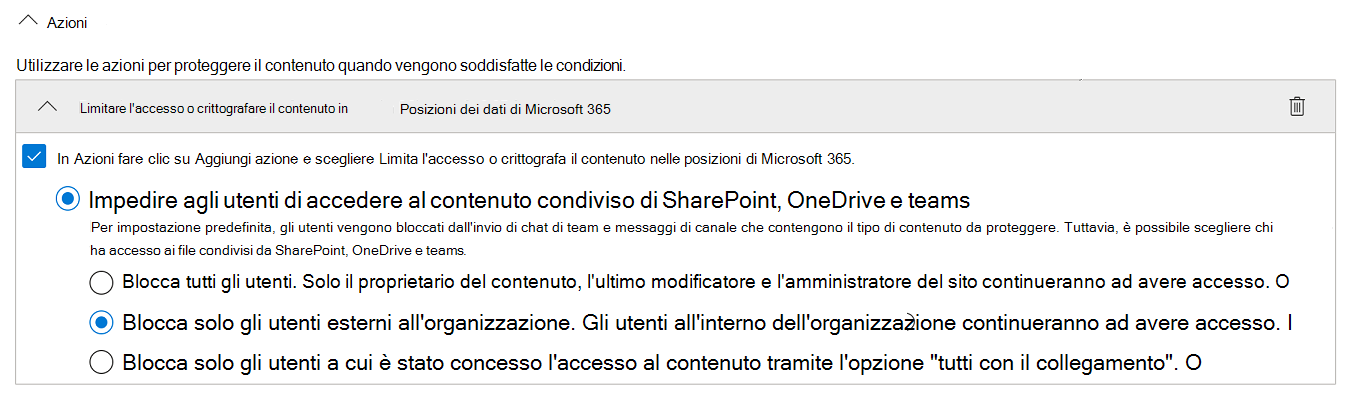 Azioni
Utilizzare le azioni per proteggere il contenuto quando vengono soddisfatte le condizioni.
Limitare l'accesso o crittografare il contenuto in Posizioni dei dati di Microsoft 365
In Azioni fare clic su Aggiungi azione e scegliere Limita l'accesso o crittografa il contenuto nelle posizioni di Microsoft 365.
Impedire agli utenti di accedere al contenuto condiviso di SharePoint, OneDrive e teams
Per impostazione predefinita, gli utenti vengono bloccati dall'invio di chat di team e messaggi di canale che contengono il tipo di contenuto da proteggere. Tuttavia, è possibile scegliere chi
ha accesso ai file condivisi da SharePoint, OneDrive e teams.
Blocca tutti gli utenti. Solo il proprietario del contenuto, l'ultimo modificatore e l'amministratore del sito continueranno ad avere accesso. O
Blocca solo gli utenti esterni all'organizzazione. Gli utenti all'interno dell'organizzazione continueranno ad avere accesso. I
Blocca solo gli utenti a cui è stato concesso l'accesso al contenuto tramite l'opzione "tutti con il collegamento". O